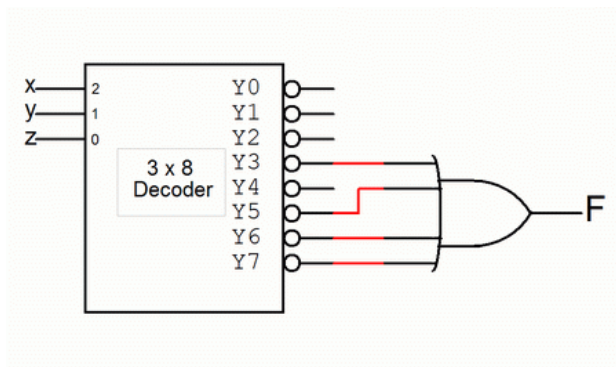 x 2 Y0
y 1 Y1
z 0 Y2
Y3
3 x 8 Y4
Decoder Y5
F
Y6
Y7